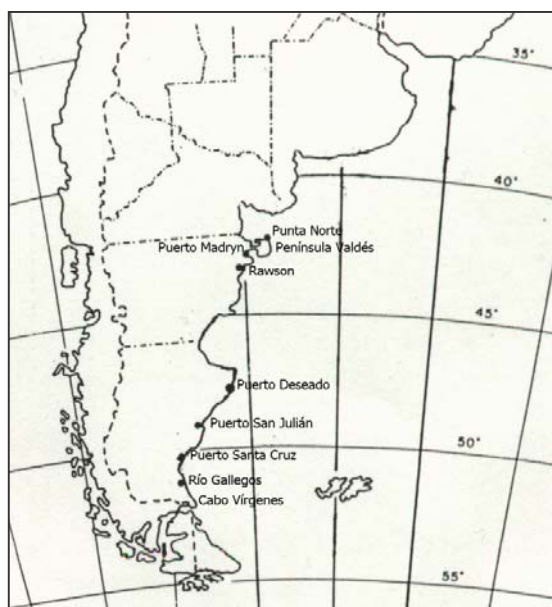 35°
40°
Punta Norte
Puerto Madryn
Península Valdés
Rawson
45°
Puerto Deseado
Puerto San Julián
50°
Puerto Santa Cruz
Río Gallegos
Cabo Vírgenes
55°